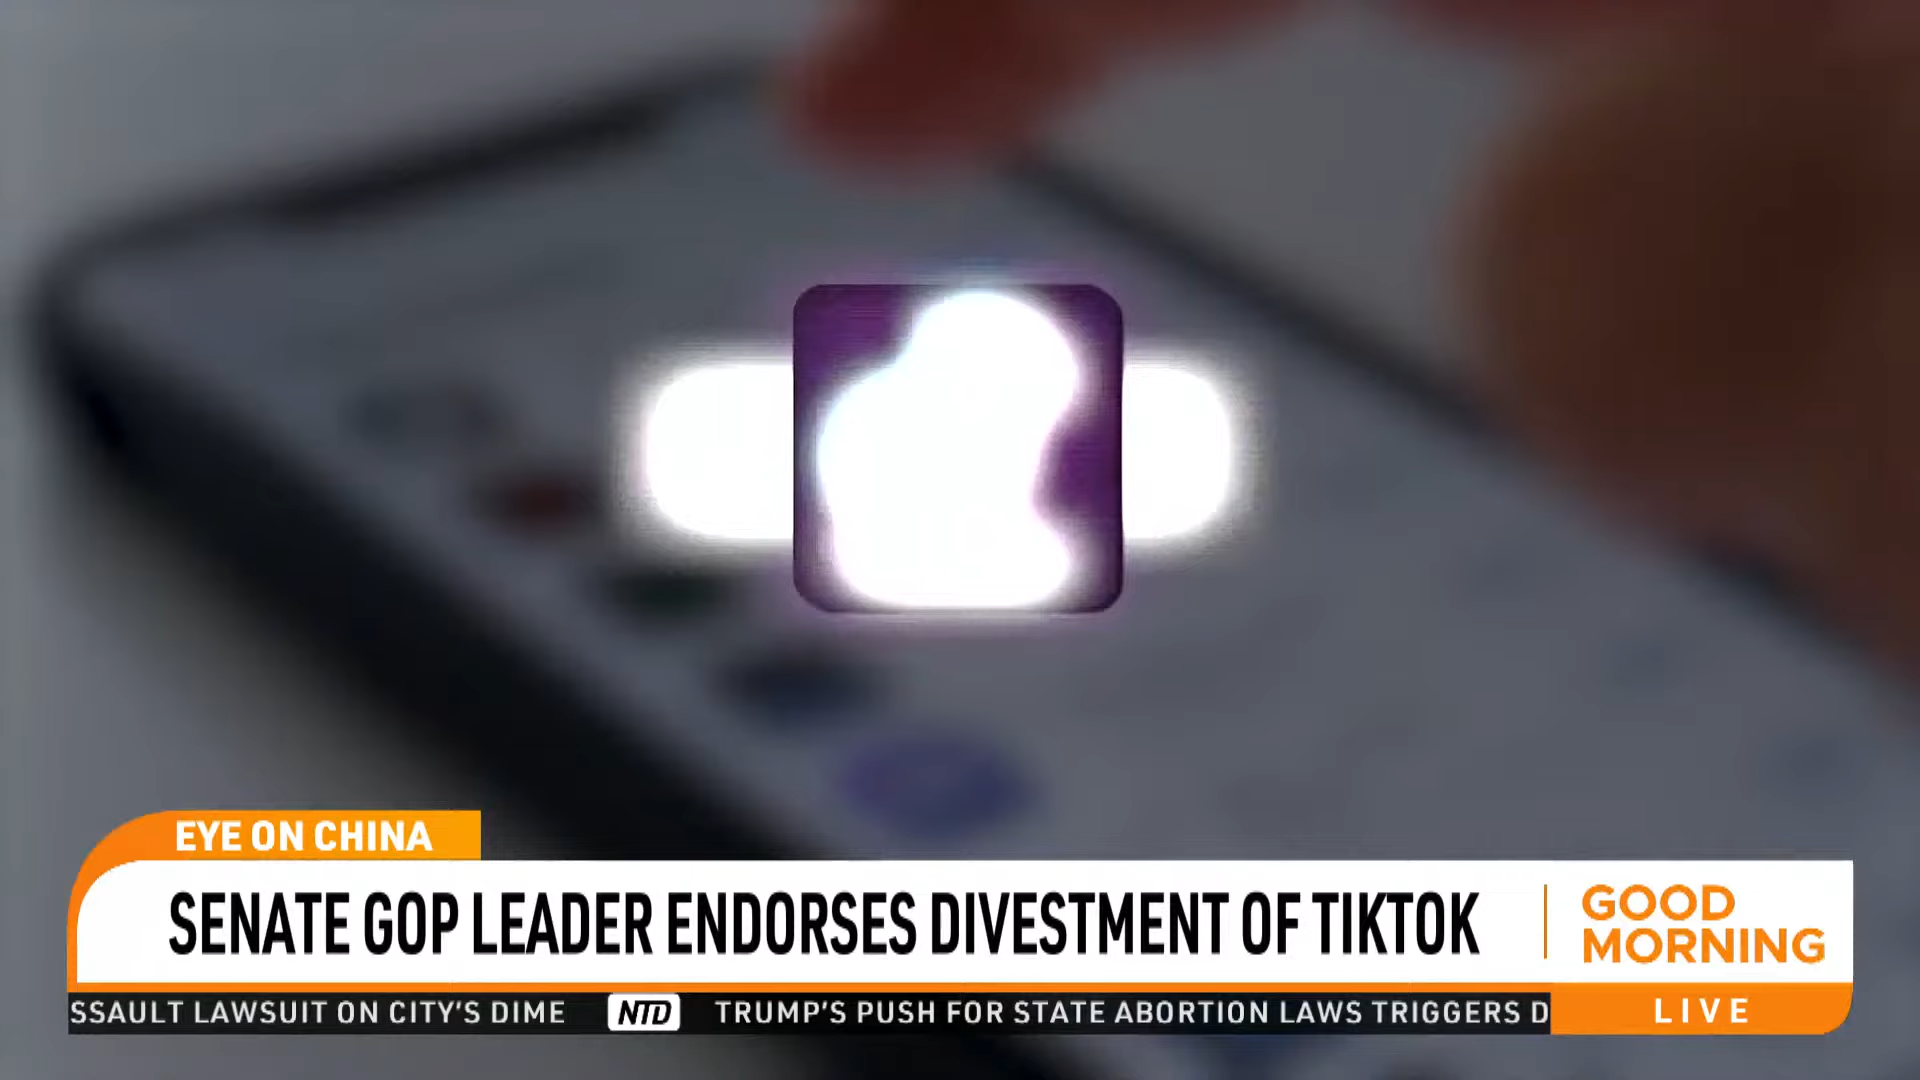 EYE ON CHINA
SENATE GOP LEADER ENDORSES DIVESTMENT OF TIKTOK
GOOD
MORNING
SSAULT LAWSUIT ON CITY'S DIME
NTD
TRUMP'S PUSH FOR STATE ABORTION LAWS TRIGGERS D
LIVE